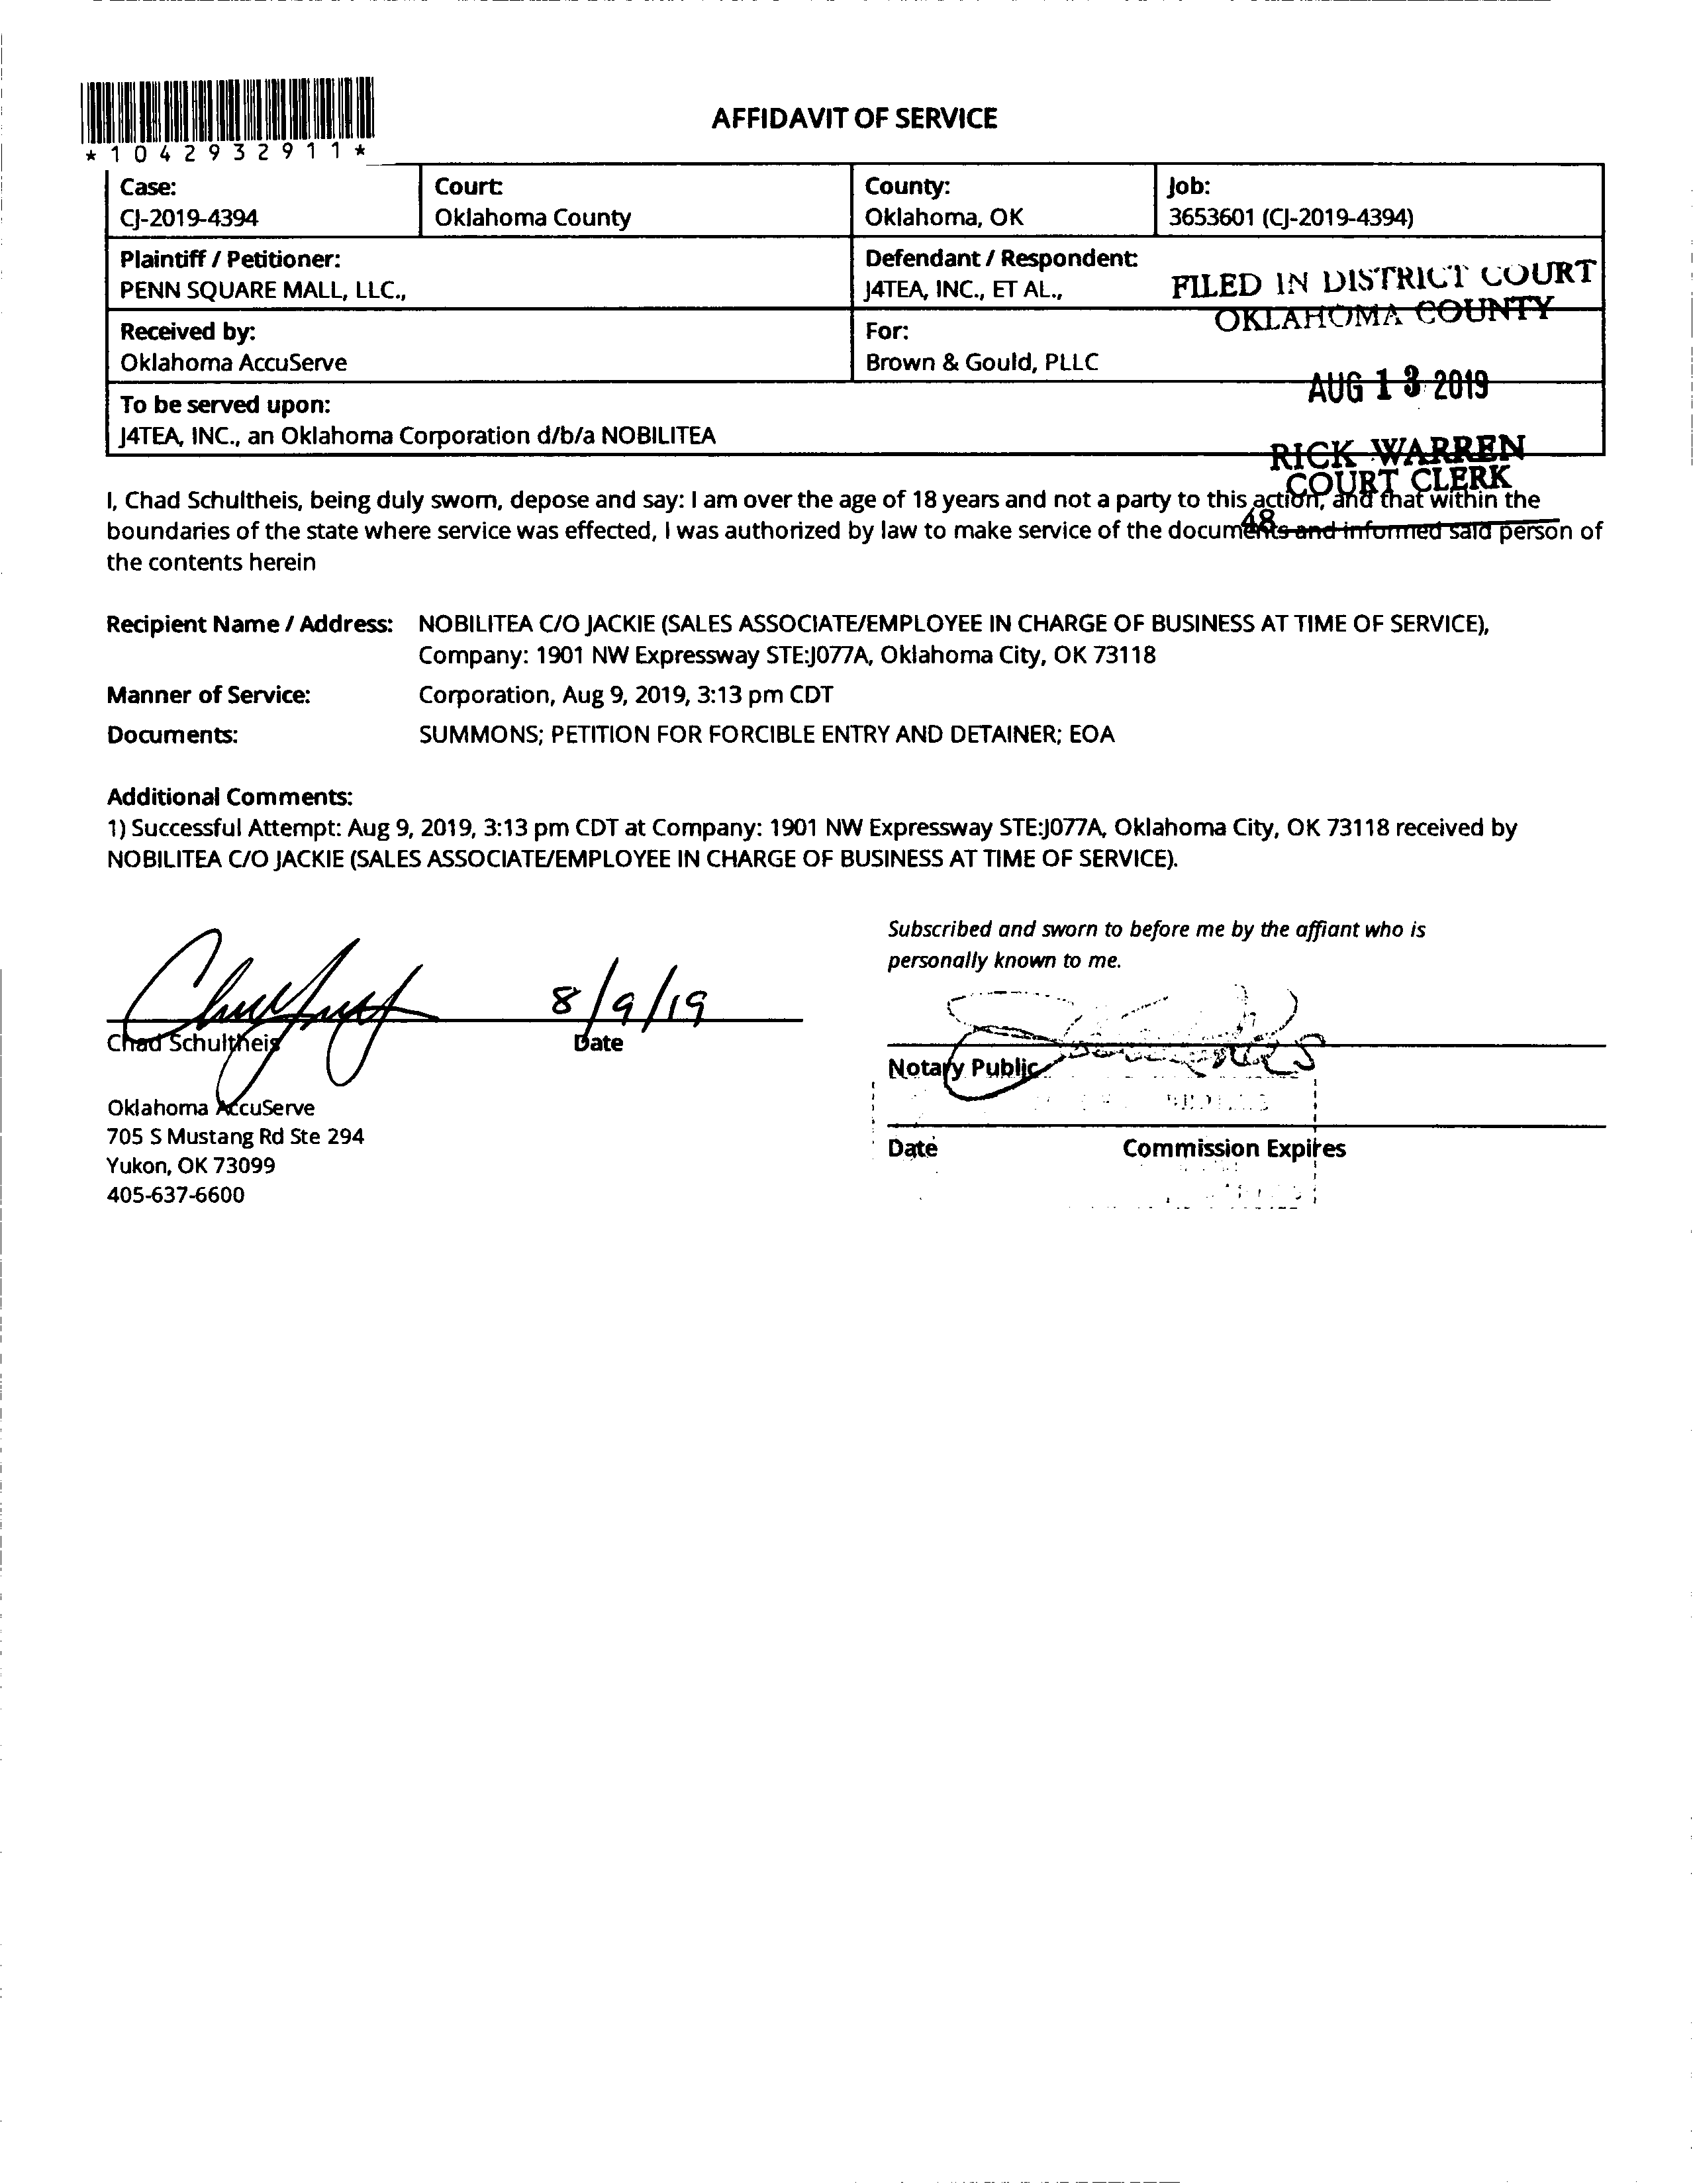 AFFIDAVIT OF SERVICE
*1042932911*
Case:
CJ-2019-4394
Court:
Oklahoma County
County:
Oklahoma, OK
Job:
3653601 (CJ-2019-4394)
Plaintiff / Petitioner:
PENN SQUARE MALL, LLC.,
Defendant / Respondent:
J4TEA, INC., ET AL.,
FILED IN DISTRICT COURT
OKLAHOMA COUNTY
Received by:
Oklahoma AccuServe
For:
Brown & Gould, PLLC
AUG 13 2019
To be served upon:
J4TEA, INC., an Oklahoma Corporation d/b/a NOBILITEA
RICK WARREN
COURT CLERK
48
I, Chad Schultheis, being duly sworn, depose and say: I am over the age of 18 years and not a party to this action, and that within the
boundaries of the state where service was effected, I was authorized by law to make service of the documents and informed said person of
the contents herein
Recipient Name / Address: NOBILITEA C/O JACKIE (SALES ASSOCIATE/EMPLOYEE IN CHARGE OF BUSINESS AT TIME OF SERVICE),
Company: 1901 NW Expressway STE:J077A, Oklahoma City, OK 73118
Manner of Service: Corporation, Aug 9, 2019, 3:13 pm CDT
Documents: SUMMONS; PETITION FOR FORCIBLE ENTRY AND DETAINER; EOA
Additional Comments:
1) Successful Attempt: Aug 9, 2019, 3:13 pm CDT at Company: 1901 NW Expressway STE:J077A, Oklahoma City, OK 73118 received by
NOBILITEA C/O JACKIE (SALES ASSOCIATE/EMPLOYEE IN CHARGE OF BUSINESS AT TIME OF SERVICE).
8/9/19
Chad Schultheis Date
Oklahoma AccuServe
705 S Mustang Rd Ste 294
Yukon, OK 73099
405-637-6600
Subscribed and sworn to before me by the affiant who is
personally known to me.
Notary Public
Date Commission Expires